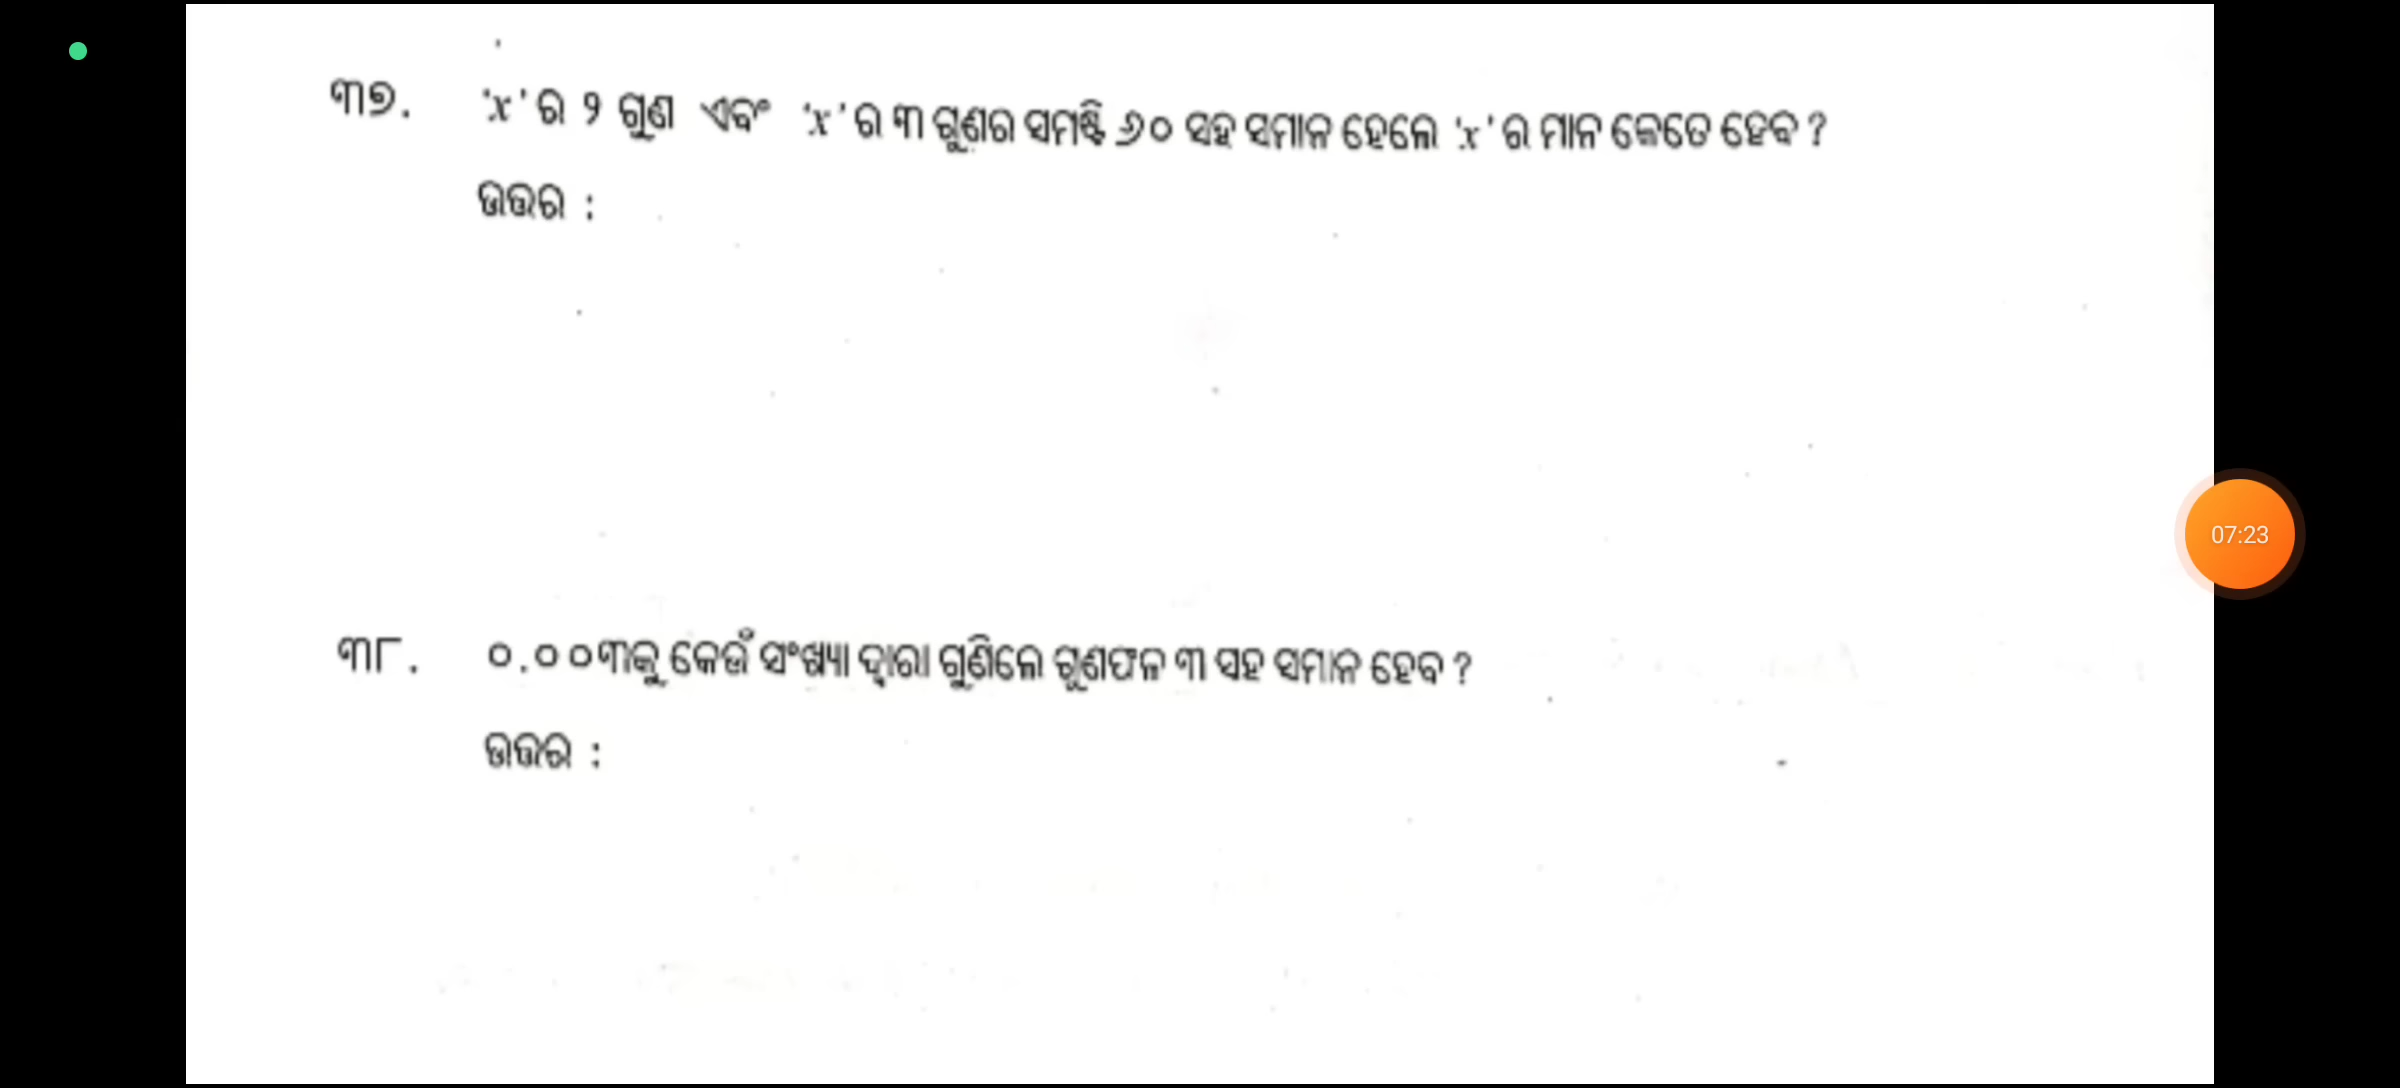 ୩୭. 'x' ର ୨ ଗୁଣ ଏବଂ 'x' ର ୩ ଗୁଣର ସମଷ୍ଟି ୬୦ ସହ ସମାନ ହେଲେ 'x' ର ମାନ କେତେ ହେବ ?
ଉତ୍ତର :
୩୮. ୦.୦୦୩କୁ କେଉଁ ସଂଖ୍ୟା ଦ୍ୱାରା ଗୁଣିଲେ ଗୁଣଫଳ ୩ ସହ ସମାନ ହେବ ?
ଉତ୍ତର :
07:23